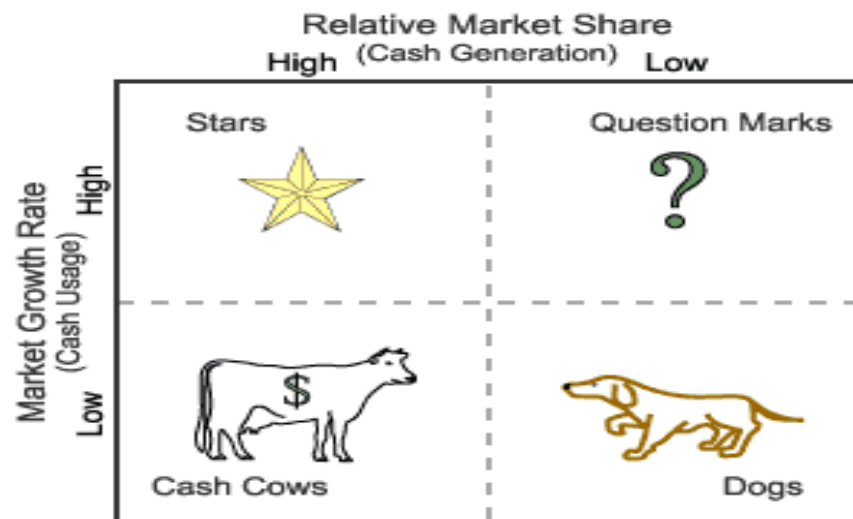 Relative Market Share
(Cash Generation)
High
Low
Stars
Question Marks
?
Market Growth Rate
(Cash Usage)
High
Low
$
Cash Cows
Dogs